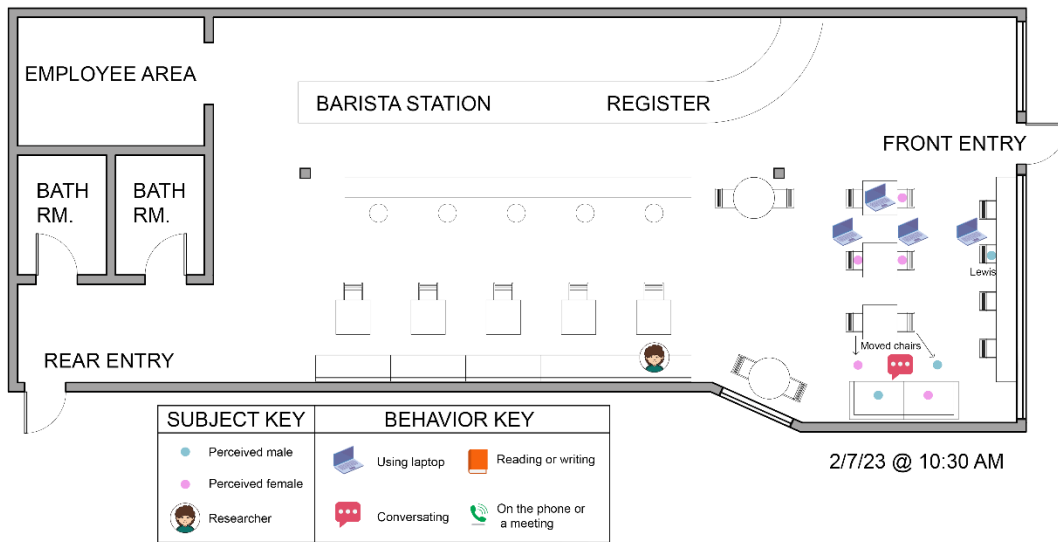 EMPLOYEE AREA
BARISTA STATION
REGISTER
FRONT ENTRY
BATH
RM.
BATH
RM.
Lewis
Moved chairs
REAR ENTRY
SUBJECT KEY
BEHAVIOR KEY
Perceived male
Using laptop
Reading or writing
Perceived female
Researcher
Conversating
On the phone or
a meeting
2/7/23 @ 10:30 AM